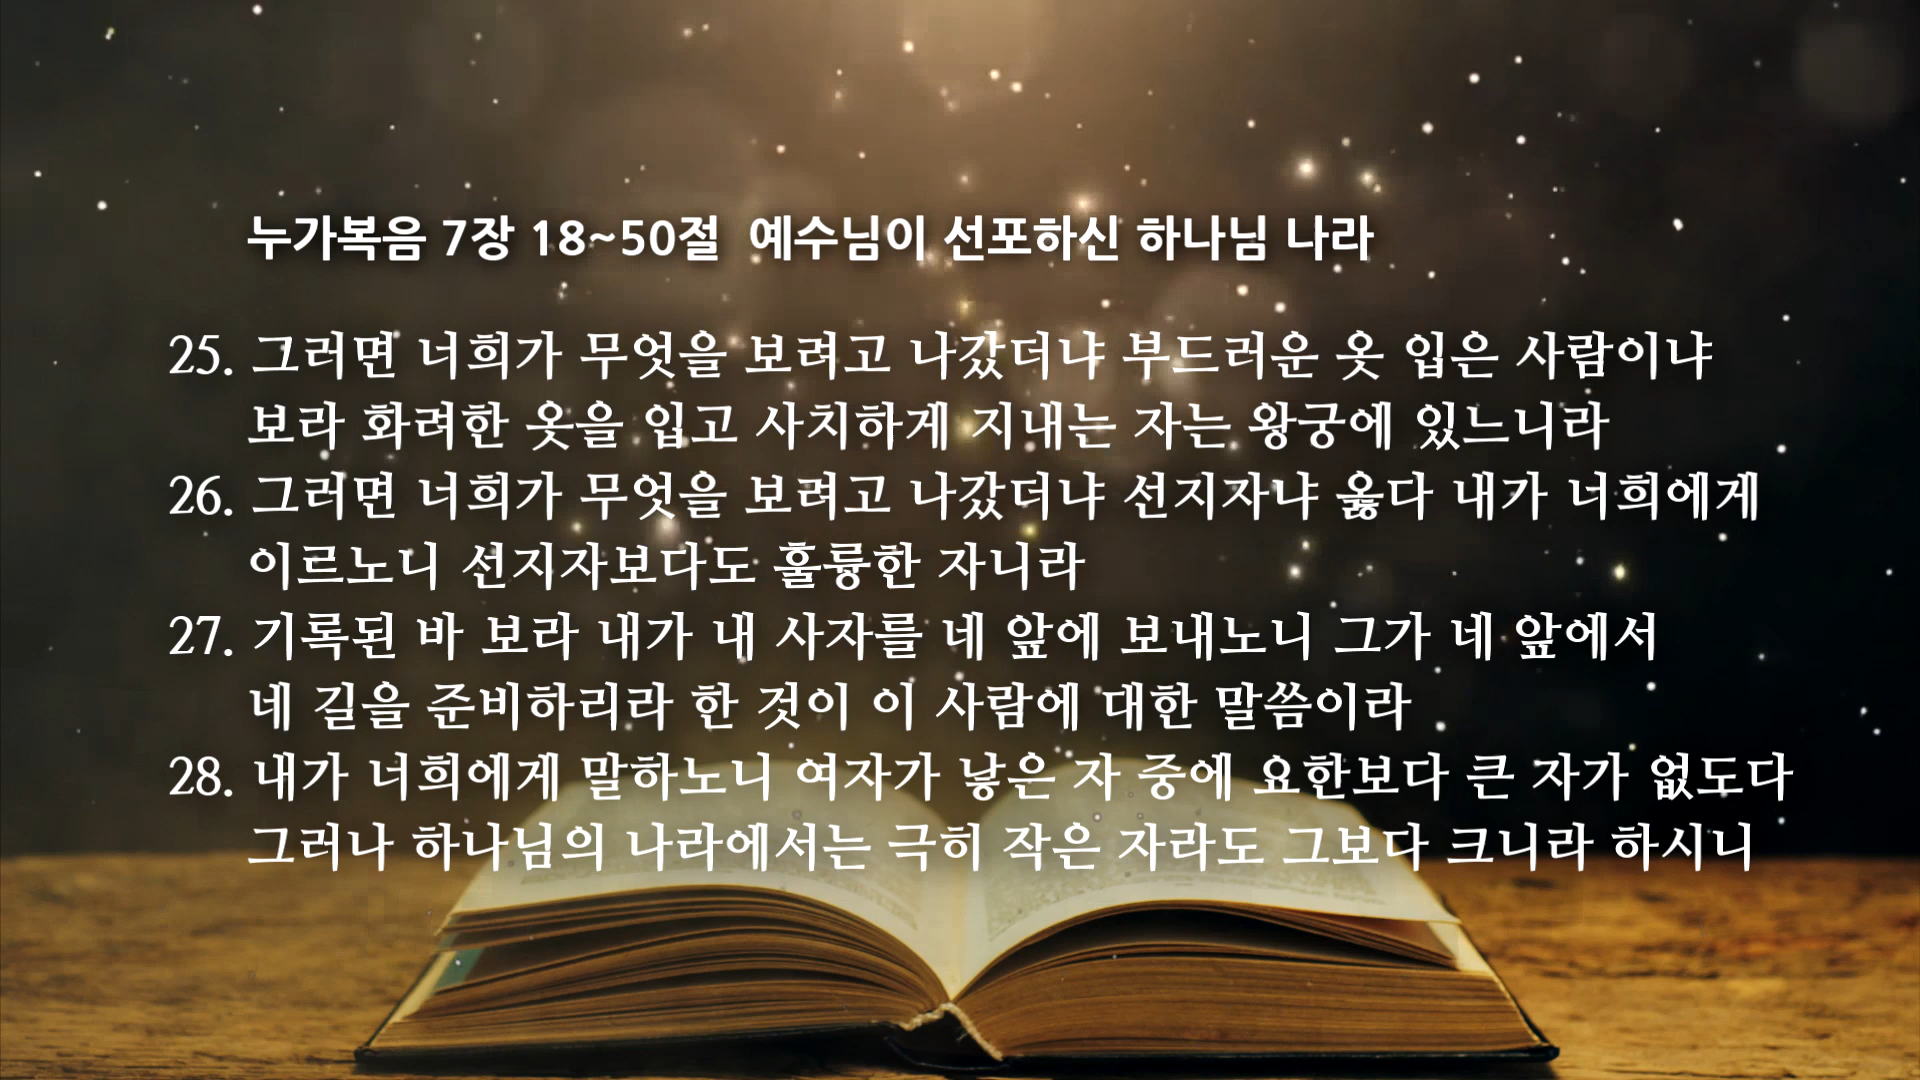 누가복음 7장 18~50절 예수님이 선포하신 하나님 나라
25. 그러면 너희가 무엇을 보려고 나갔더냐 부드러운 옷 입은 사람이냐
보라 화려한 옷을 입고 사치하게 지내는 자는 왕궁에 있느니라
26. 그러면 너희가 무엇을 보려고 나갔더냐 선지자냐 옳다 내가 너희에게
이르노니 선지자보다도 훌륭한 자니라
27. 기록된 바 보라 내가 내 사자를 네 앞에 보내노니 그가 네 앞에서
네 길을 준비하리라 한 것이 이 사람에 대한 말씀이라
28. 내가 너희에게 말하노니 여자가 낳은 자 중에 요한보다 큰 자가 없도다
그러나 하나님의 나라에서는 극히 작은 자라도 그보다 크니라 하시니